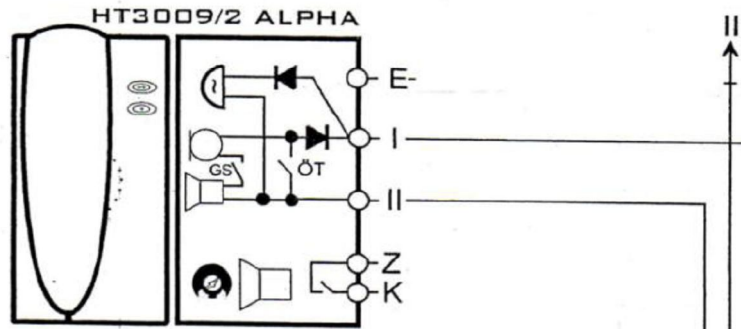 HT3009/2 ALPHA
II
E-
I
GS
ÖT
II
Z
K